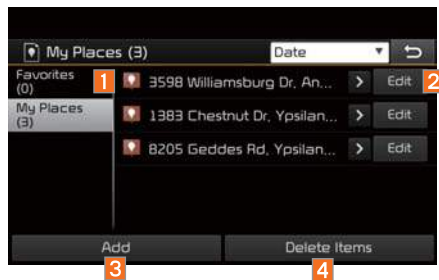 My Places (3)
Date
Favorites
(0)
1
3598 Williamsburg Dr, An...
Edit
2
My Places
(3)
1383 Chestnut Dr, Ypsilan...
Edit
8205 Geddes Rd, Ypsilan...
Edit
Add
Delete Items
3
4